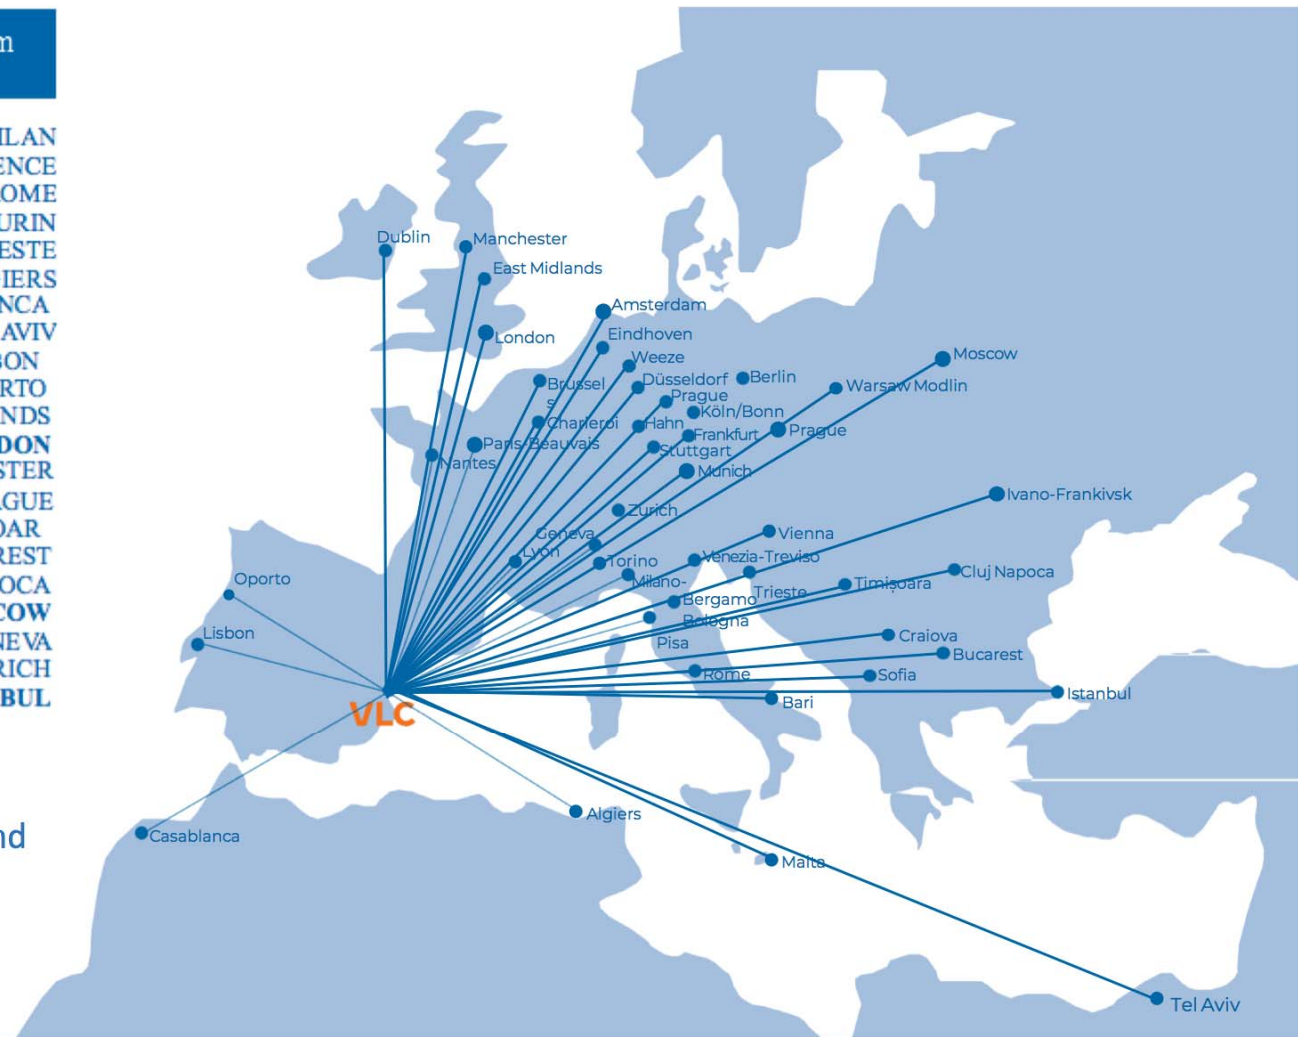 m
ILAN
ENCE
OME
URIN
ESTE
IERS
NCA
AVIV
BON
RTO
NDS
DON
STER
GUE
DAR
REST
OCA
COW
NEVA
RICH
BUL
nd
Dublin
Manchester
East Midlands
London
Amsterdam
Eindhoven
Weeze
Düsseldorf
Berlin
Moscow
Warsaw Modlin
Brussel
s
Prague
Köln/Bonn
Charleroi
Hahn
Frankfurt
Prague
Paris-Beauvais
Stuttgart
Nantes
Munich
Ivano-Frankivsk
Zurich
Geneva
Vienna
Lyon
Torino
Venezia-Treviso
Cluj Napoca
Oporto
Milano-
Bergamo
Trieste
Timișoara
Lisbon
Bologna
Pisa
Craiova
Bucarest
Rome
Sofia
Istanbul
Bari
VLC
Algiers
Casablanca
Malta
Tel Aviv